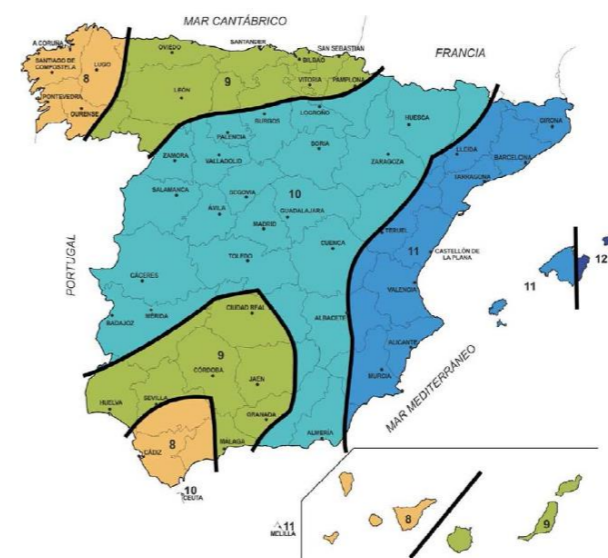 MAR CANTÁBRICO
FRANCIA
PORTUGAL
MAR MEDITERRÁNEO
A CORUÑA
SANTIAGO DE
COMPOSTELA
LUGO
8
PONTEVEDRA
OURENSE
OVIEDO
SANTANDER
SAN SEBASTIÁN
BILBAO
9
VITORIA
PAMPLONA
LEÓN
BURGOS
LOGROÑO
HUESCA
GIRONA
LLEIDA
BARCELONA
TARRAGONA
PALENCIA
ZAMORA
VALLADOLID
SORIA
ZARAGOZA
SALAMANCA
SEGOVIA
10
ÁVILA
GUADALAJARA
MADRID
TERUEL
11
CASTELLÓN DE
LA PLANA
CUENCA
TOLEDO
VALENCIA
11
12
CÁCERES
BADAJOZ
MÉRIDA
CIUDAD REAL
ALBACETE
ALICANTE
MURCIA
9
CÓRDOBA
JAÉN
HUELVA
SEVILLA
GRANADA
8
CÁDIZ
MÁLAGA
ALMERÍA
10
CEUTA
11
MELILLA
8
9